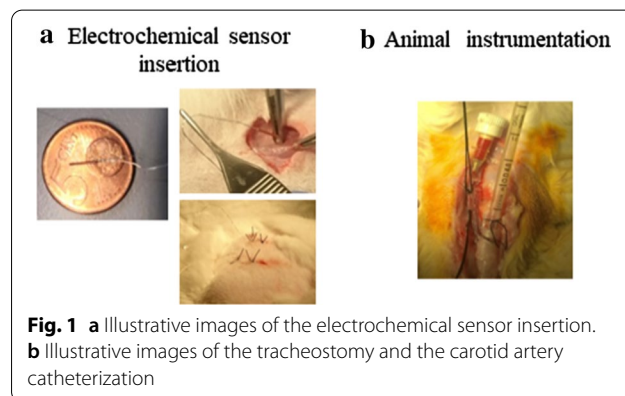 a Electrochemical sensor
insertion
b Animal instrumentation
Fig. 1 a Illustrative images of the electrochemical sensor insertion.
b Illustrative images of the tracheostomy and the carotid artery
catheterization